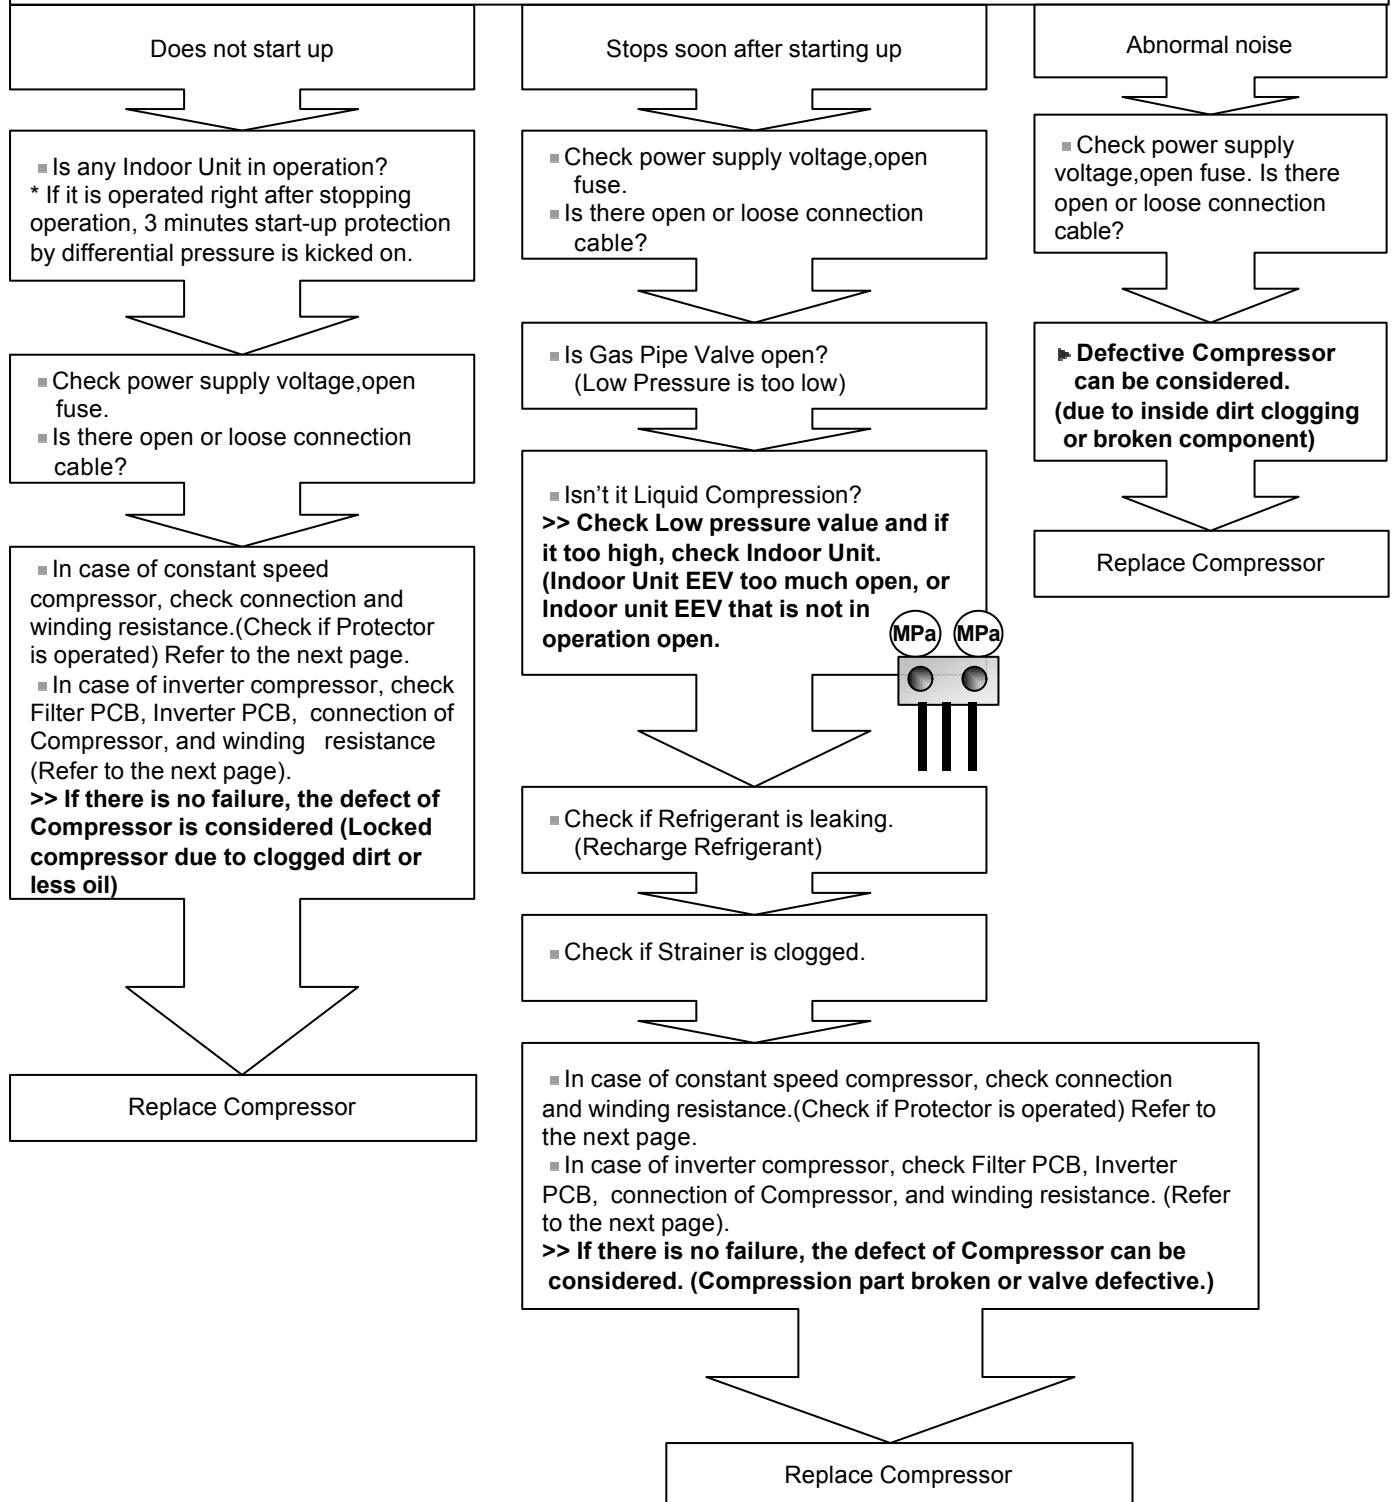 Does not start up
Is any Indoor Unit in operation?
* If it is operated right after stopping
operation, 3 minutes start-up protection
by differential pressure is kicked on.
Check power supply voltage,open
fuse.
Is there open or loose connection
cable?
In case of constant speed
compressor, check connection and
winding resistance.(Check if Protector
is operated) Refer to the next page.
In case of inverter compressor, check
Filter PCB, Inverter PCB, connection of
Compressor, and winding resistance
(Refer to the next page).
>> If there is no failure, the defect of
Compressor is considered (Locked
compressor due to clogged dirt or
less oil)
Replace Compressor
Stops soon after starting up
Check power supply voltage,open
fuse.
Is there open or loose connection
cable?
Is Gas Pipe Valve open?
(Low Pressure is too low)
Isn't it Liquid Compression?
>> Check Low pressure value and if
it too high, check Indoor Unit.
(Indoor Unit EEV too much open, or
Indoor unit EEV that is not in
operation open.
MPa MPa
Check if Refrigerant is leaking.
(Recharge Refrigerant)
Check if Strainer is clogged.
In case of constant speed compressor, check connection
and winding resistance.(Check if Protector is operated) Refer to
the next page.
In case of inverter compressor, check Filter PCB, Inverter
PCB, connection of Compressor, and winding resistance. (Refer
to the next page).
>> If there is no failure, the defect of Compressor can be
considered. (Compression part broken or valve defective.)
Replace Compressor
Abnormal noise
Check power supply
voltage,open fuse. Is there
open or loose connection
cable?
Defective Compressor
can be considered.
(due to inside dirt clogging
or broken component)
Replace Compressor